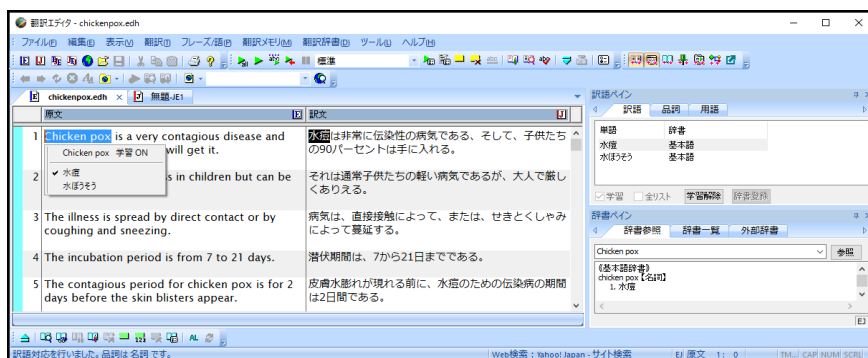 翻訳エディタ - chickenpox.edh
ファイル(F) 編集(E) 表示(V) 翻訳(T) フレーズ/語(P) 翻訳メモリ(M) 翻訳辞書(D) ツール(L) ヘルプ(H)
標準
chickenpox.edh × 無題-JE1
原文 E 訳文 J
1 Chicken pox is a very contagious disease and
will get it.
水痘は非常に伝染性の病気である、そして、子供たち
の90パーセントは手に入れる。
Chicken pox 学習 ON
✓ 水痘
水ぼうそう
2 s in children but can be
それは通常子供たちの軽い病気であるが、大人で厳し
くありえる。
3 The illness is spread by direct contact or by
coughing and sneezing.
病気は、直接接触によって、または、せきとくしゃみ
によって蔓延する。
4 The incubation period is from 7 to 21 days.
潜伏期間は、7から21日までである。
5 The contagious period for chicken pox is for 2
days before the skin blisters appear.
皮膚水膨れが現れる前に、水痘のための伝染病の期間
は2日間である。
訳語ペイン
訳語 品詞 用語
単語 辞書
水痘 基本語
水ぼうそう 基本語
学習 全リスト 学習解除 辞書登録
辞書ペイン
辞書参照 辞書一覧 外部辞書
Chicken pox 参照
《基本語辞書》
chicken pox【名詞】
1. 水痘
EJ
訳語対応を行いました。品詞は 名詞 です。
Web検索 : Yahoo! Japan - サイト検索 EJ 原文 1: 0 TM... CAP NUM SCRL